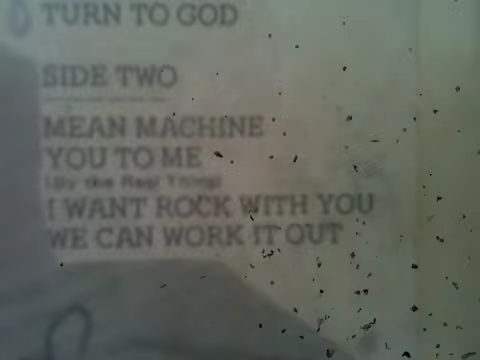 TURN TO GOD
SIDE TWO
MEAN MACHINE
YOU TO ME
(By the Real Thing)
I WANT ROCK WITH YOU
WE CAN WORK IT OUT